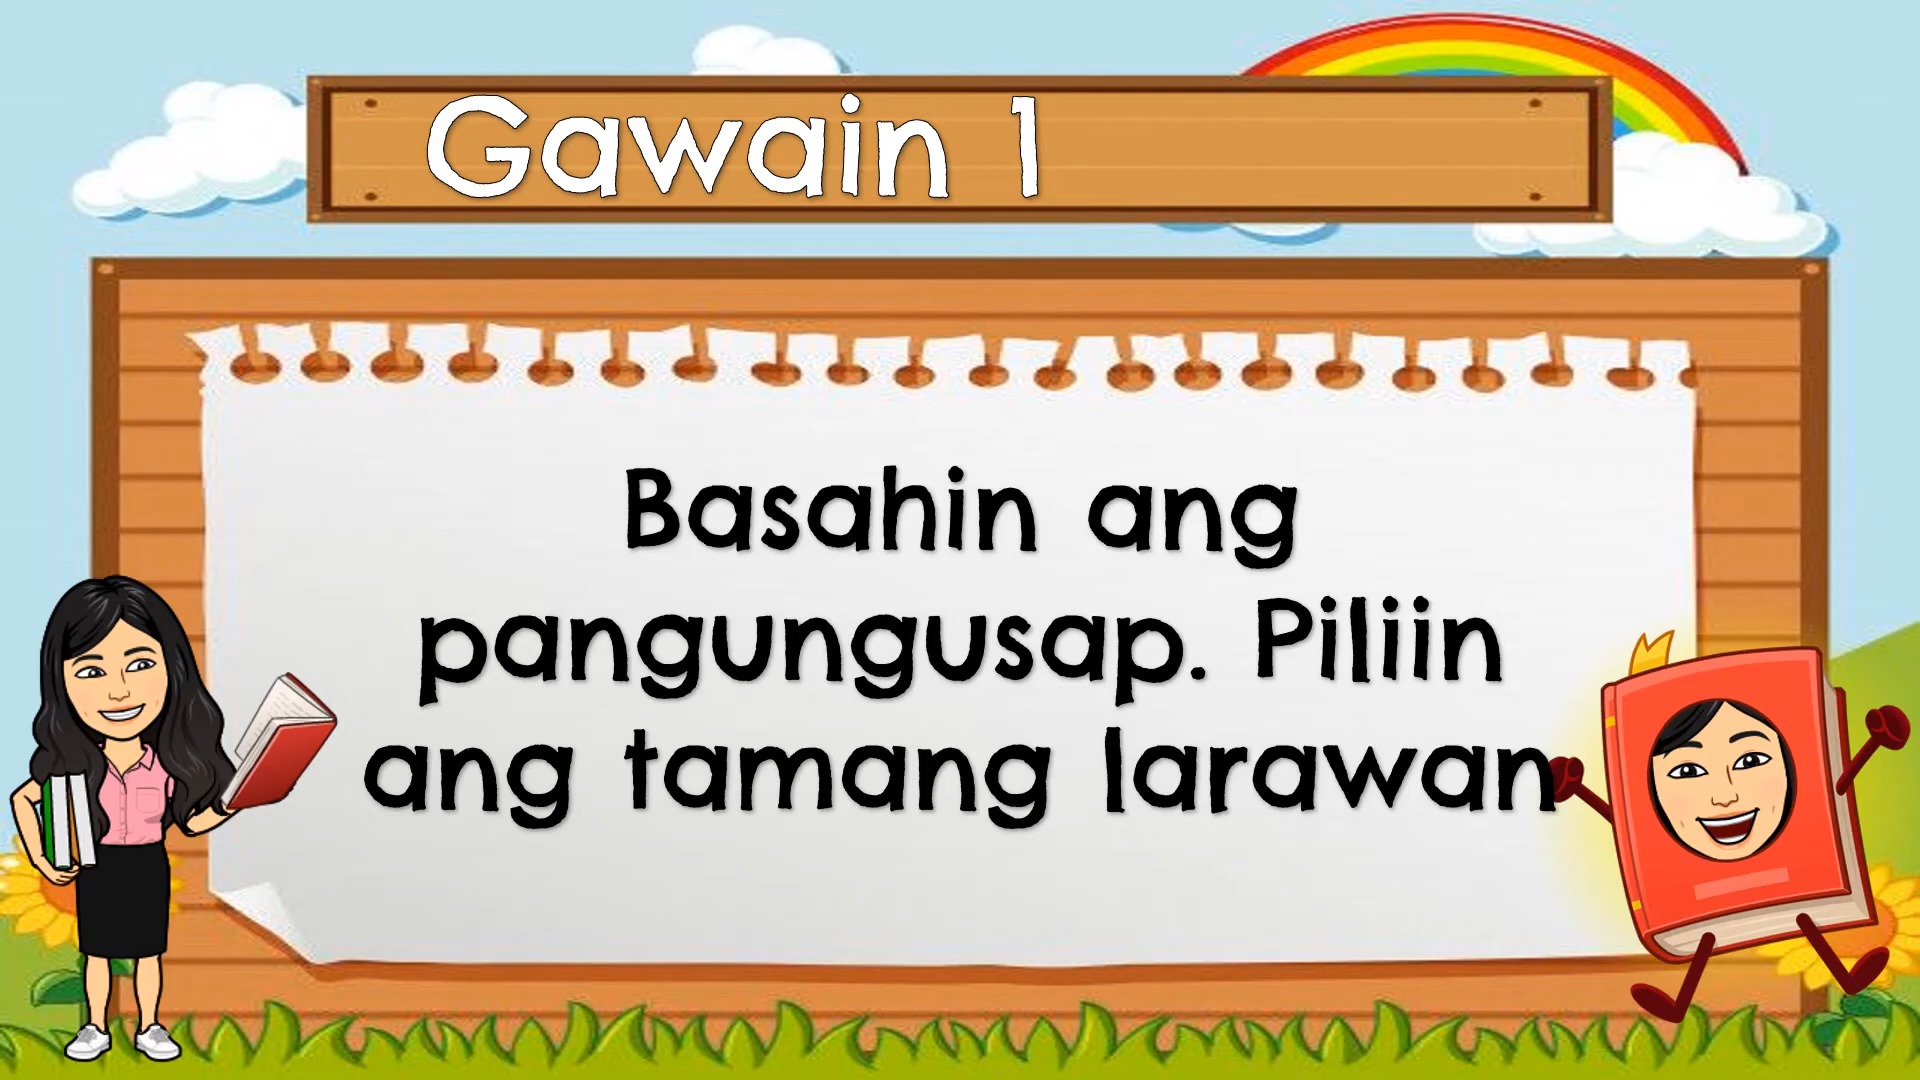 Gawain 1
Basahin ang
pangungusap. Piliin
ang tamang larawan